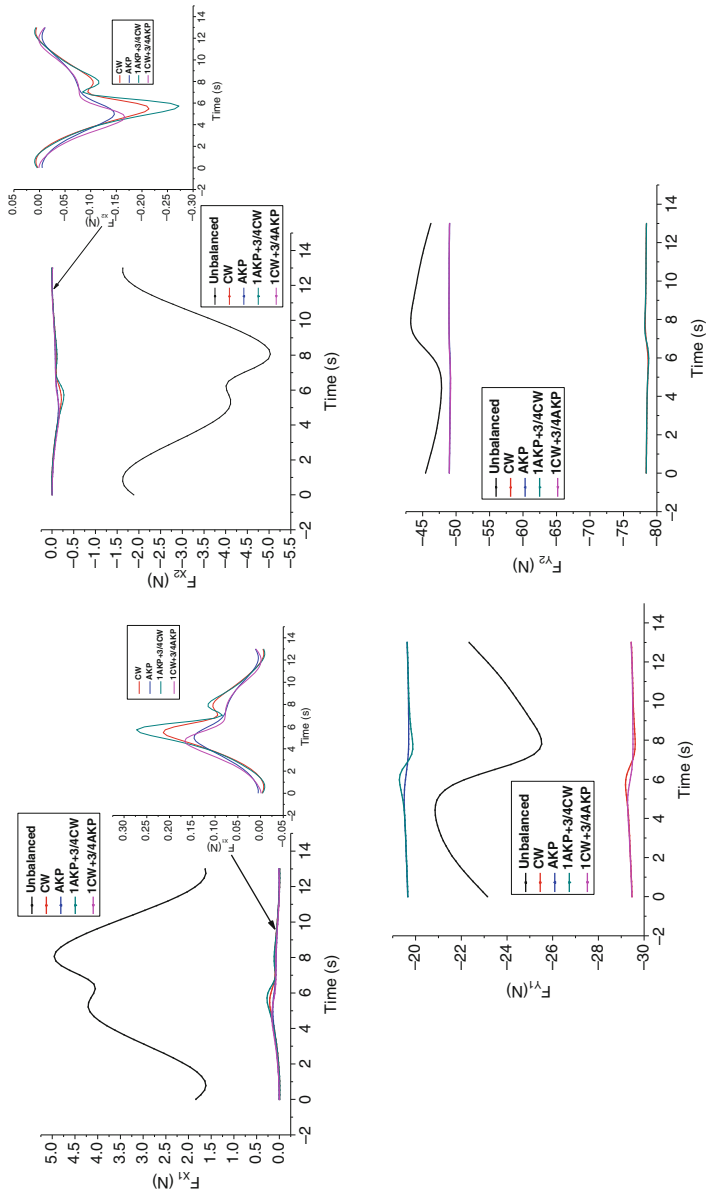 Unbalanced
CW
AKP
1AKP+3/4CW
1CW+3/4AKP
5.0
4.5
4.0
3.5
3.0
2.5
2.0
1.5
1.0
0.5
0.0
F_X1 (N)
−2 0 2 4 6 8 10 12 14
Time (s)
CW
AKP
1AKP+3/4CW
1CW+3/4AKP
0.30
0.25
0.20
0.15
0.10
0.05
0.00
−0.05
−2 0 2 4 6 8 10 12 14
Time (s)
Unbalanced
CW
AKP
1AKP+3/4CW
1CW+3/4AKP
0.0
−0.5
−1.0
−1.5
−2.0
−2.5
−3.0
−3.5
−4.0
−4.5
−5.0
−5.5
F_X2 (N)
−2 0 2 4 6 8 10 12 14
Time (s)
CW
AKP
1AKP+3/4CW
1CW+3/4AKP
0.05
0.00
−0.05
−0.10
−0.15
−0.20
−0.25
−0.30
F_X2 (N)
−2 0 2 4 6 8 10 12 14
Time (s)
Unbalanced
CW
AKP
1AKP+3/4CW
1CW+3/4AKP
−20
−22
−24
−26
−28
−30
F_Y1(N)
−2 0 2 4 6 8 10 12 14
Time (s)
Unbalanced
CW
AKP
1AKP+3/4CW
1CW+3/4AKP
−45
−50
−55
−60
−65
−70
−75
−80
F_Y2 (N)
−2 0 2 4 6 8 10 12 14
Time (s)